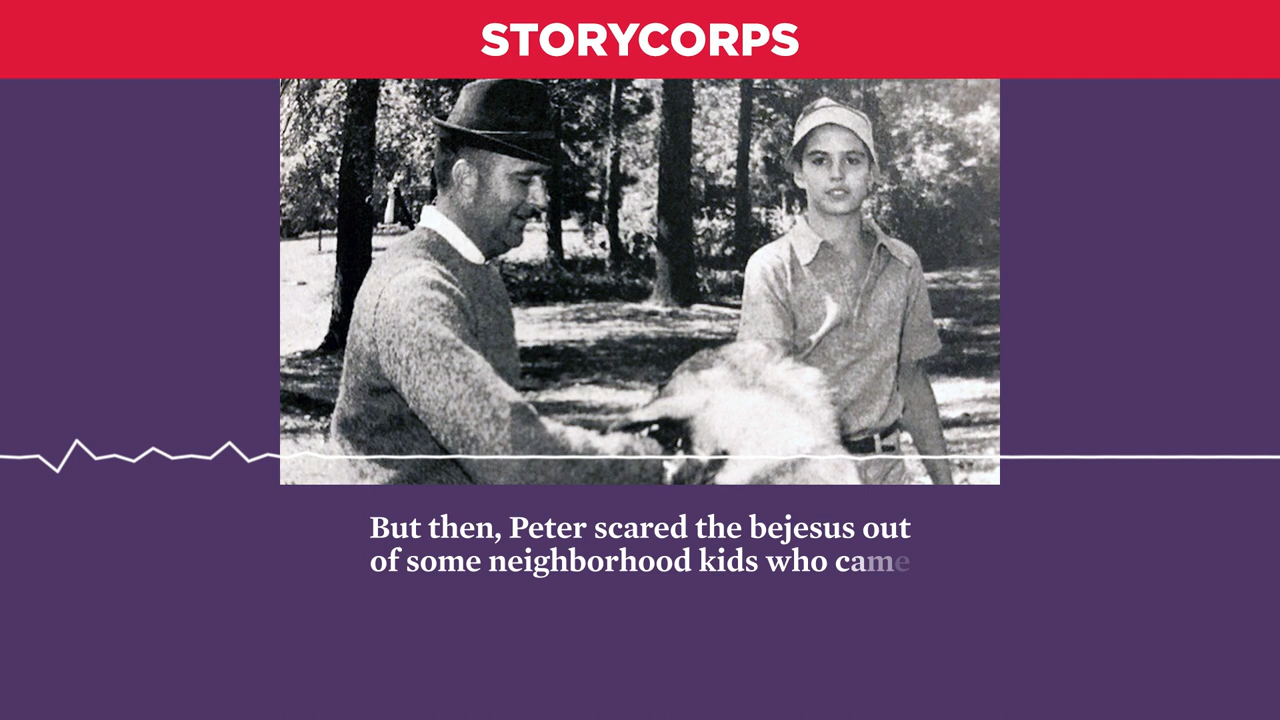 STORYCORPS
But then, Peter scared the bejesus out
of some neighborhood kids who came